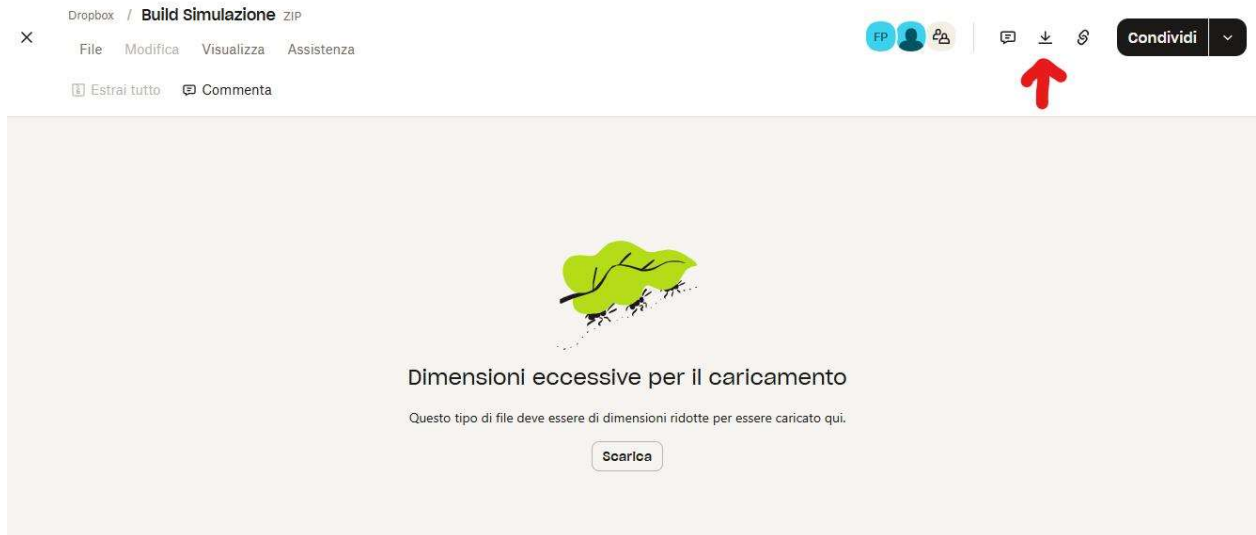 Dropbox / Build Simulazione ZIP
File Modifica Visualizza Assistenza
FP
Condividi
Estrai tutto Commenta
Dimensioni eccessive per il caricamento
Questo tipo di file deve essere di dimensioni ridotte per essere caricato qui.
Scarica